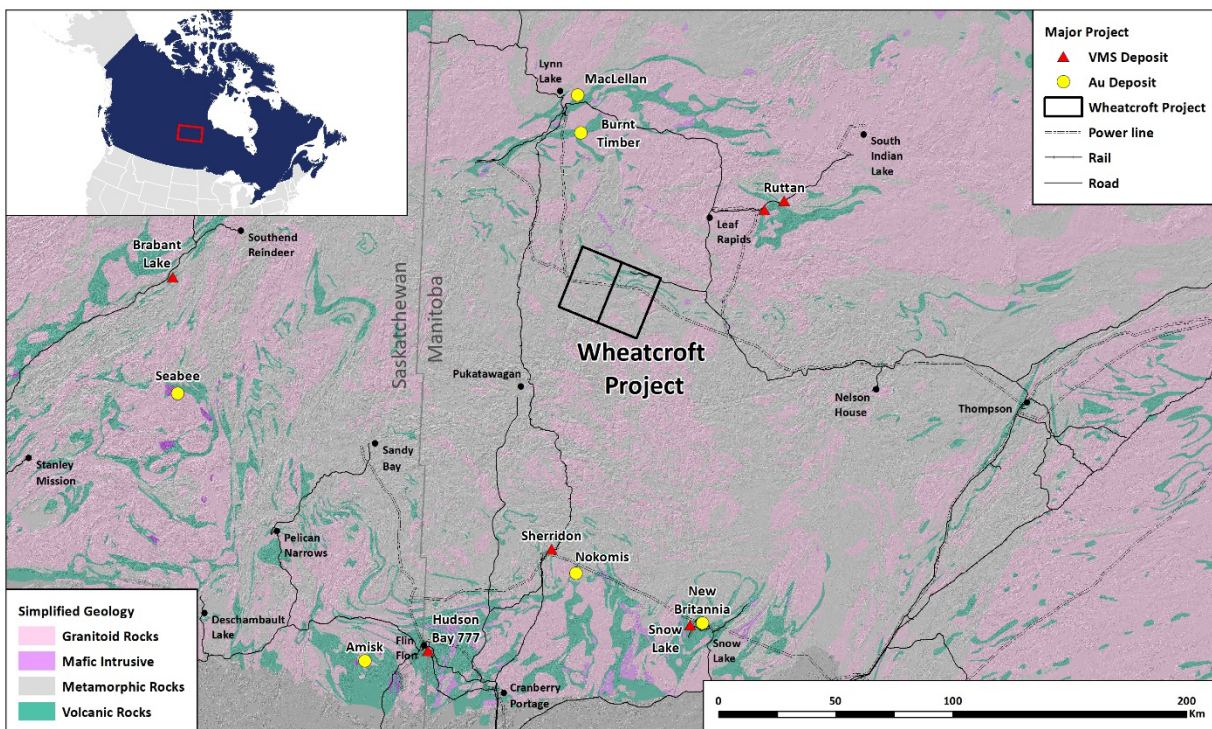 Major Project
VMS Deposit
Au Deposit
Wheatcroft Project
Power line
Rail
Road
Lynn
Lake
MacLellan
Burnt
Timber
South
Indian
Lake
Ruttan
Leaf
Rapids
Southend
Reindeer
Brabant
Lake
Saskatchewan
Manitoba
Wheatcroft
Project
Pukatawagan
Seabee
Nelson
House
Thompson
Stanley
Mission
Sandy
Bay
Pelican
Narrows
Sherridon
Nokomis
Deschambault
Lake
Hudson
Bay 777
Flin
Flon
Amisk
New
Britannia
Snow
Lake
Snow
Lake
Cranberry
Portage
Simplified Geology
Granitoid Rocks
Mafic Intrusive
Metamorphic Rocks
Volcanic Rocks
0 50 100 200
Km